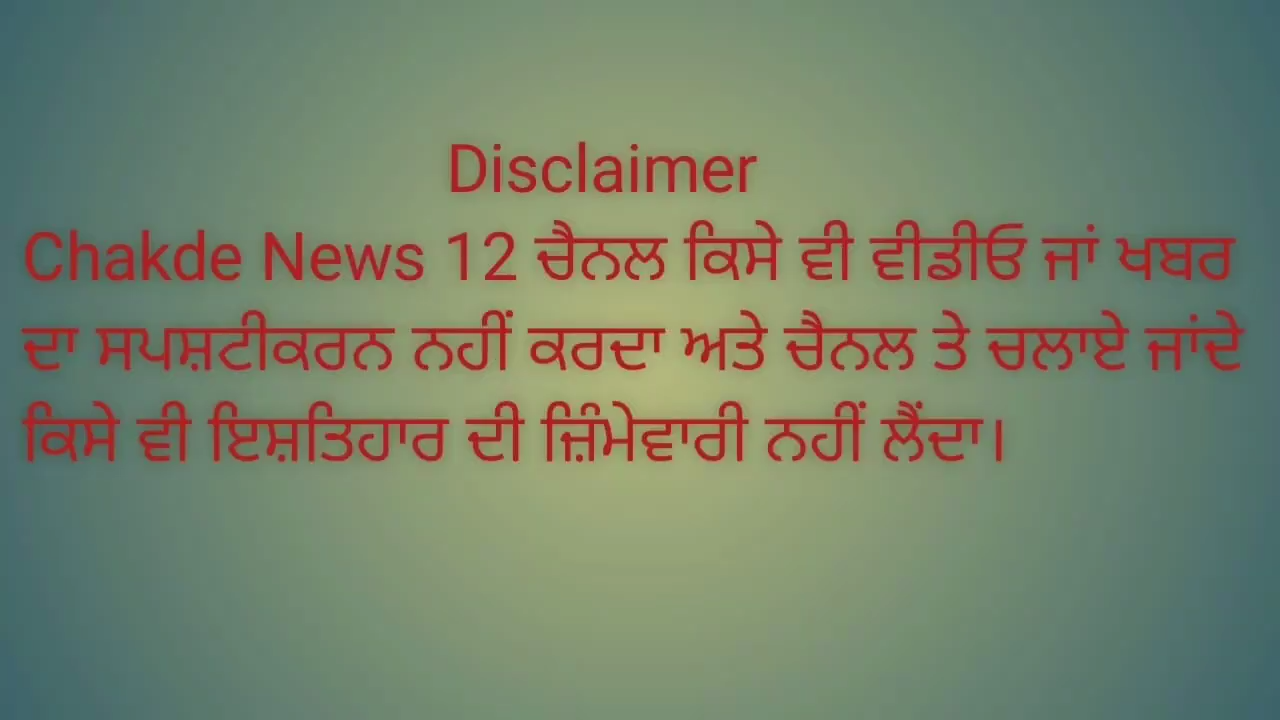 Disclaimer
Chakde News 12 ਚੈਨਲ ਕਿਸੇ ਵੀ ਵੀਡੀਓ ਜਾਂ ਖਬਰ
ਦਾ ਸਪਸ਼ਟੀਕਰਨ ਨਹੀਂ ਕਰਦਾ ਅਤੇ ਚੈਨਲ ਤੇ ਚਲਾਏ ਜਾਂਦੇ
ਕਿਸੇ ਵੀ ਇਸ਼ਤਿਹਾਰ ਦੀ ਜ਼ਿੰਮੇਵਾਰੀ ਨਹੀਂ ਲੈਂਦਾ।